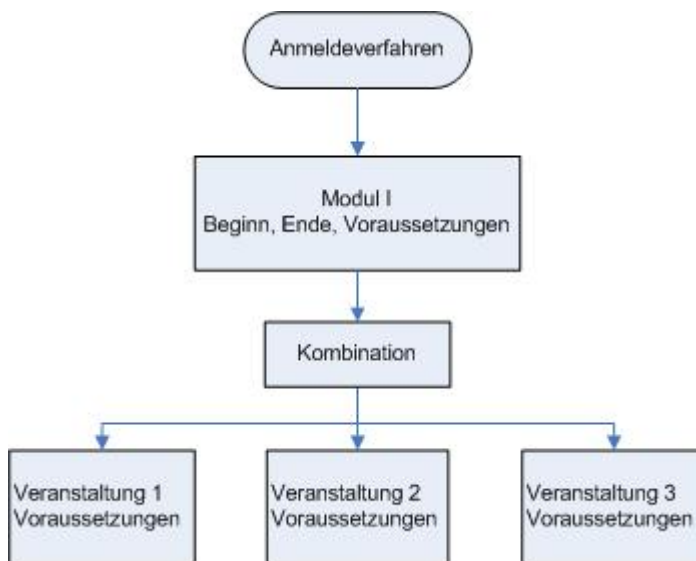 Anmeldeverfahren
Modul I
Beginn, Ende, Voraussetzungen
Kombination
Veranstaltung 1
Voraussetzungen
Veranstaltung 2
Voraussetzungen
Veranstaltung 3
Voraussetzungen